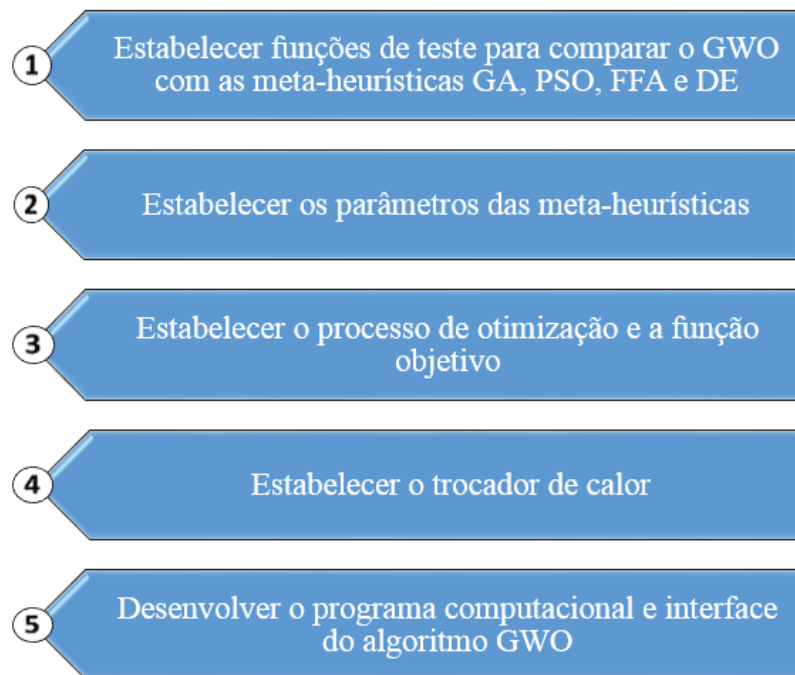 1
Estabelecer funções de teste para comparar o GWO
com as meta-heurísticas GA, PSO, FFA e DE
2
Estabelecer os parâmetros das meta-heurísticas
3
Estabelecer o processo de otimização e a função
objetivo
4
Estabelecer o trocador de calor
5
Desenvolver o programa computacional e interface
do algoritmo GWO